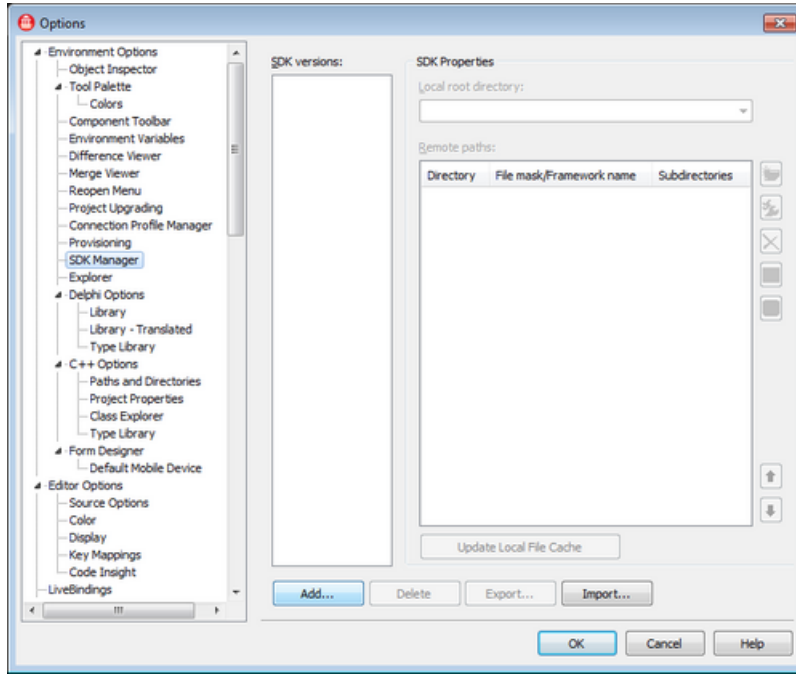 Options
Environment Options
Object Inspector
Tool Palette
Colors
Component Toolbar
Environment Variables
Difference Viewer
Merge Viewer
Reopen Menu
Project Upgrading
Connection Profile Manager
Provisioning
SDK Manager
Explorer
Delphi Options
Library
Library - Translated
Type Library
C++ Options
Paths and Directories
Project Properties
Class Explorer
Type Library
Form Designer
Default Mobile Device
Editor Options
Source Options
Color
Display
Key Mappings
Code Insight
LiveBindings
SDK versions:
SDK Properties
Local root directory:
Remote paths:
Directory File mask/Framework name Subdirectories
Update Local File Cache
Add... Delete Export... Import...
OK Cancel Help